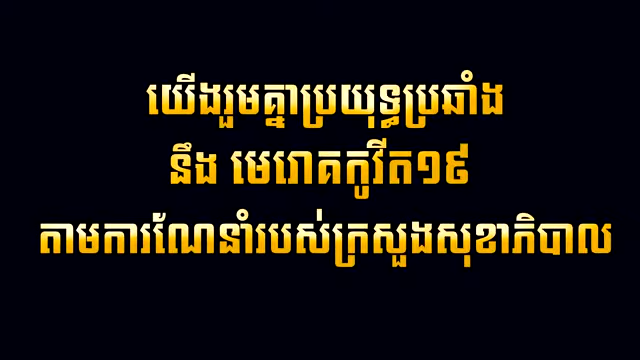 យើងរួមគ្នាប្រយុទ្ធប្រឆាំង
នឹង មេរោគកូវីត១៩
តាមការណែនាំរបស់ក្រសួងសុខាភិបាល